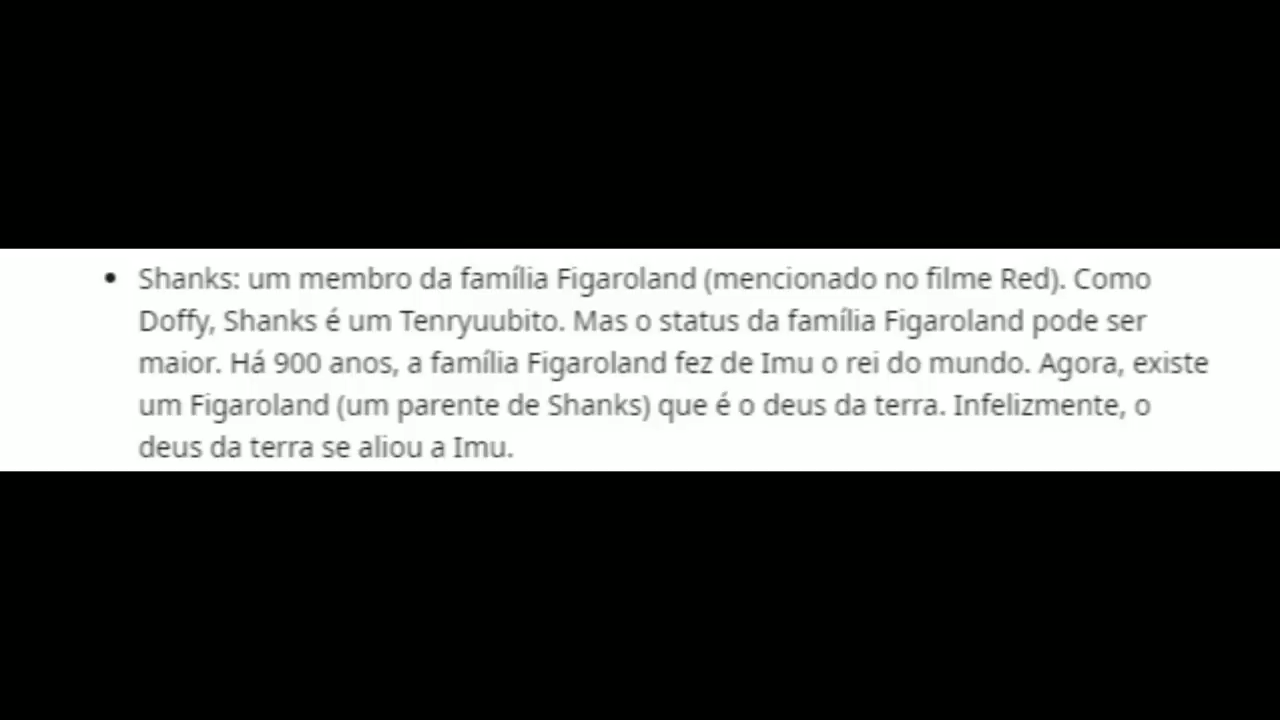 • Shanks: um membro da família Figaroland (mencionado no filme Red). Como
Doffy, Shanks é um Tenryuubito. Mas o status da família Figaroland pode ser
maior. Há 900 anos, a família Figaroland fez de Imu o rei do mundo. Agora, existe
um Figaroland (um parente de Shanks) que é o deus da terra. Infelizmente, o
deus da terra se aliou a Imu.